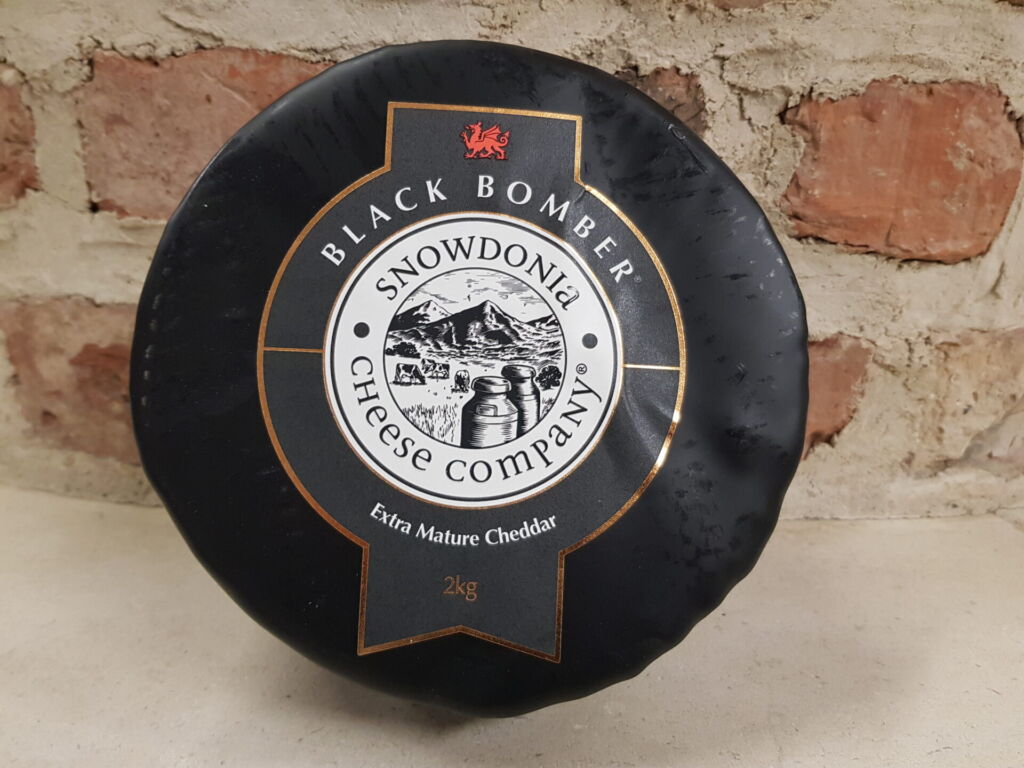 BLACK BOMBER®
SNOWDONIa
CHeese company®
Extra Mature Cheddar
2kg